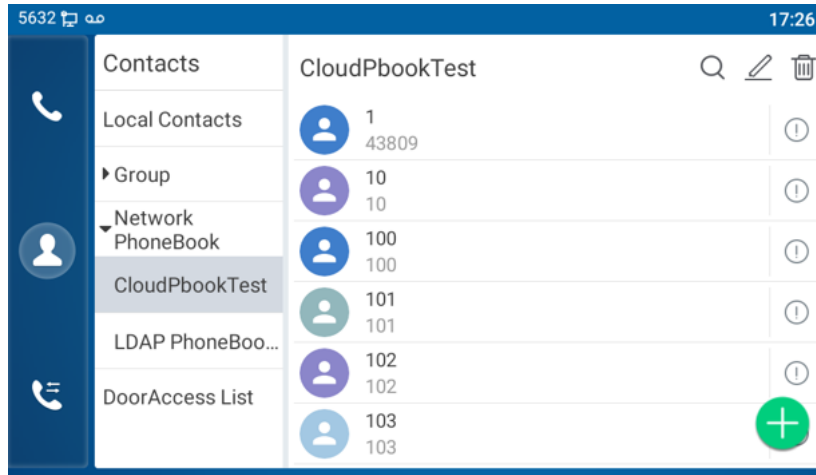 5632
17:26
Contacts
Local Contacts
Group
Network
PhoneBook
CloudPbookTest
LDAP PhoneBoo...
DoorAccess List
CloudPbookTest
1
43809
10
10
100
100
101
101
102
102
103
103